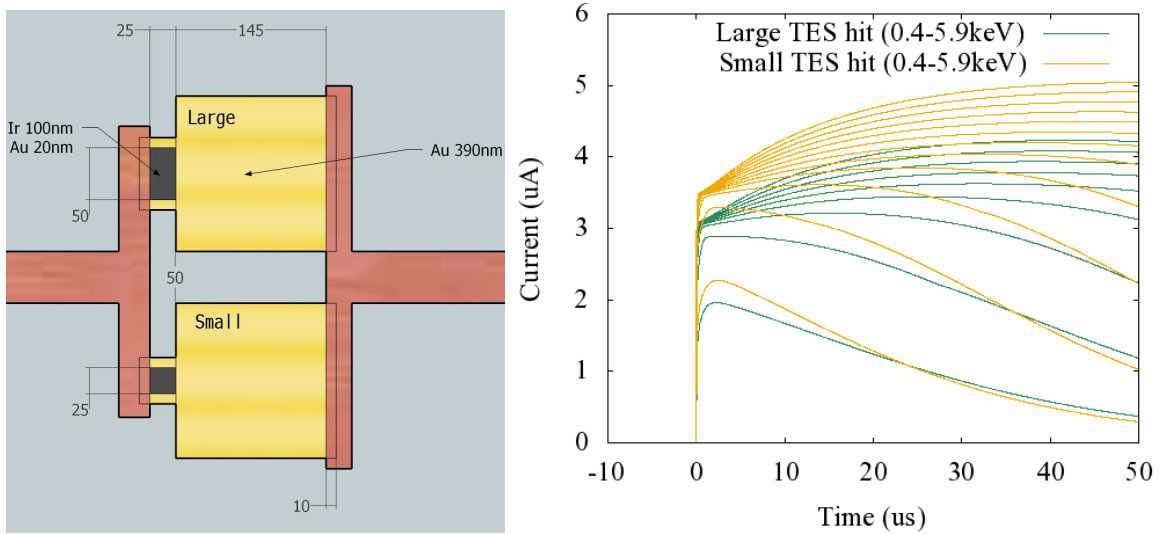 25
145
Large
Ir 100nm
Au 20nm
Au 390nm
50
50
Small
25
10
Large TES hit (0.4-5.9keV)
Small TES hit (0.4-5.9keV)
Current (uA)
6
5
4
3
2
1
0
-10 0 10 20 30 40 50
Time (us)